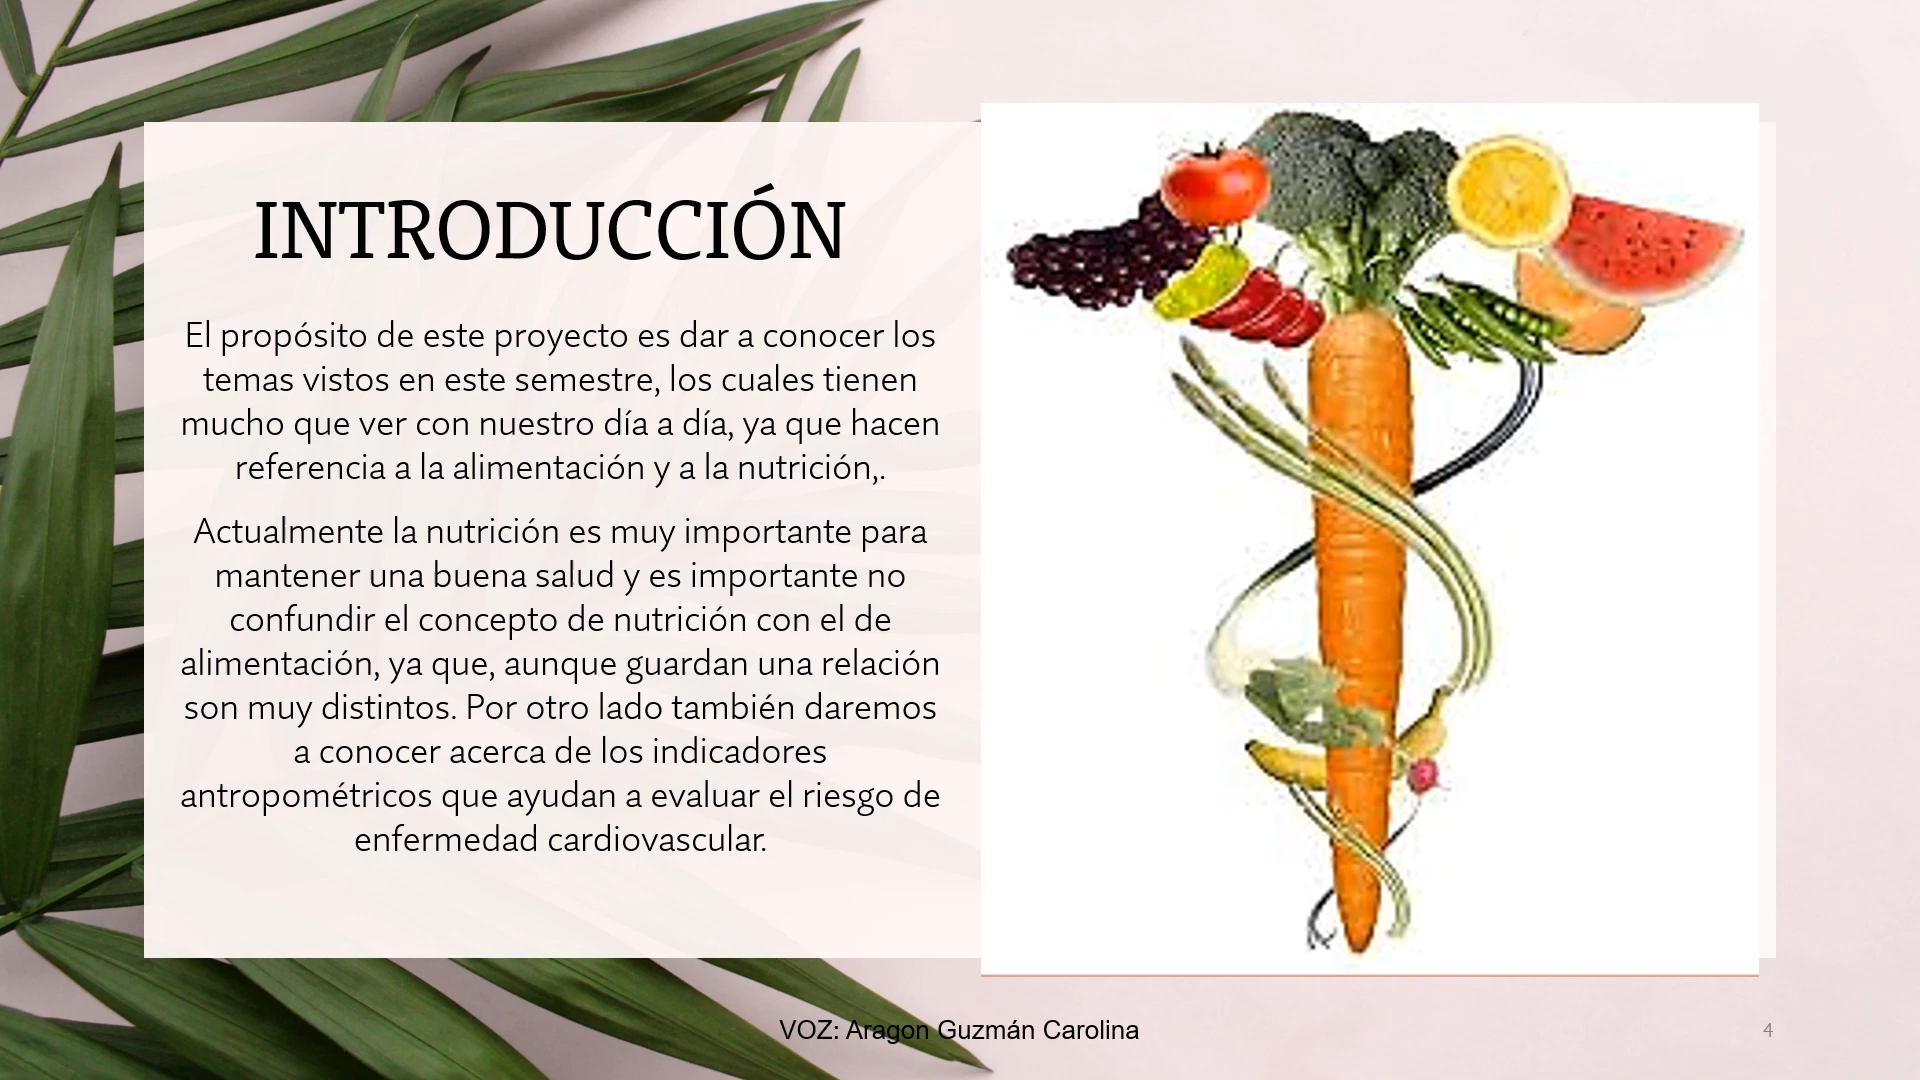 INTRODUCCIÓN
El propósito de este proyecto es dar a conocer los
temas vistos en este semestre, los cuales tienen
mucho que ver con nuestro día a día, ya que hacen
referencia a la alimentación y a la nutrición,.
Actualmente la nutrición es muy importante para
mantener una buena salud y es importante no
confundir el concepto de nutrición con el de
alimentación, ya que, aunque guardan una relación
son muy distintos. Por otro lado también daremos
a conocer acerca de los indicadores
antropométricos que ayudan a evaluar el riesgo de
enfermedad cardiovascular.
VOZ: Aragon Guzmán Carolina
4